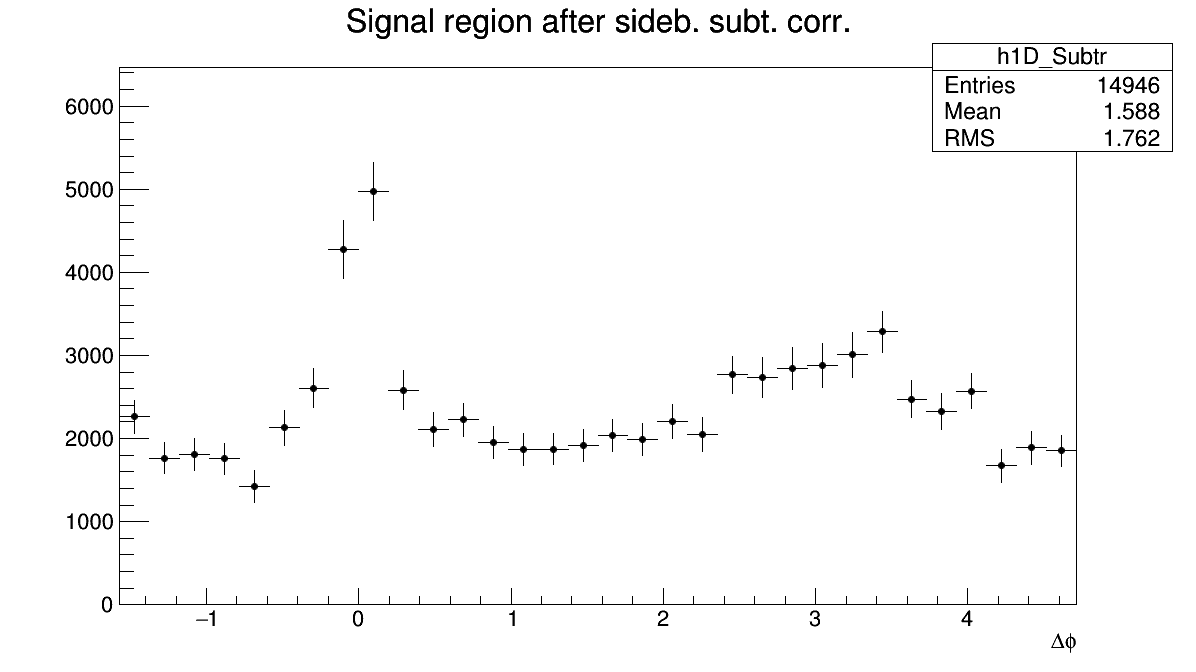 Signal region after sideb. subt. corr.
h1D_Subtr
Entries 14946
Mean 1.588
RMS 1.762
6000
5000
4000
3000
2000
1000
0
−1 0 1 2 3 4
Δϕ